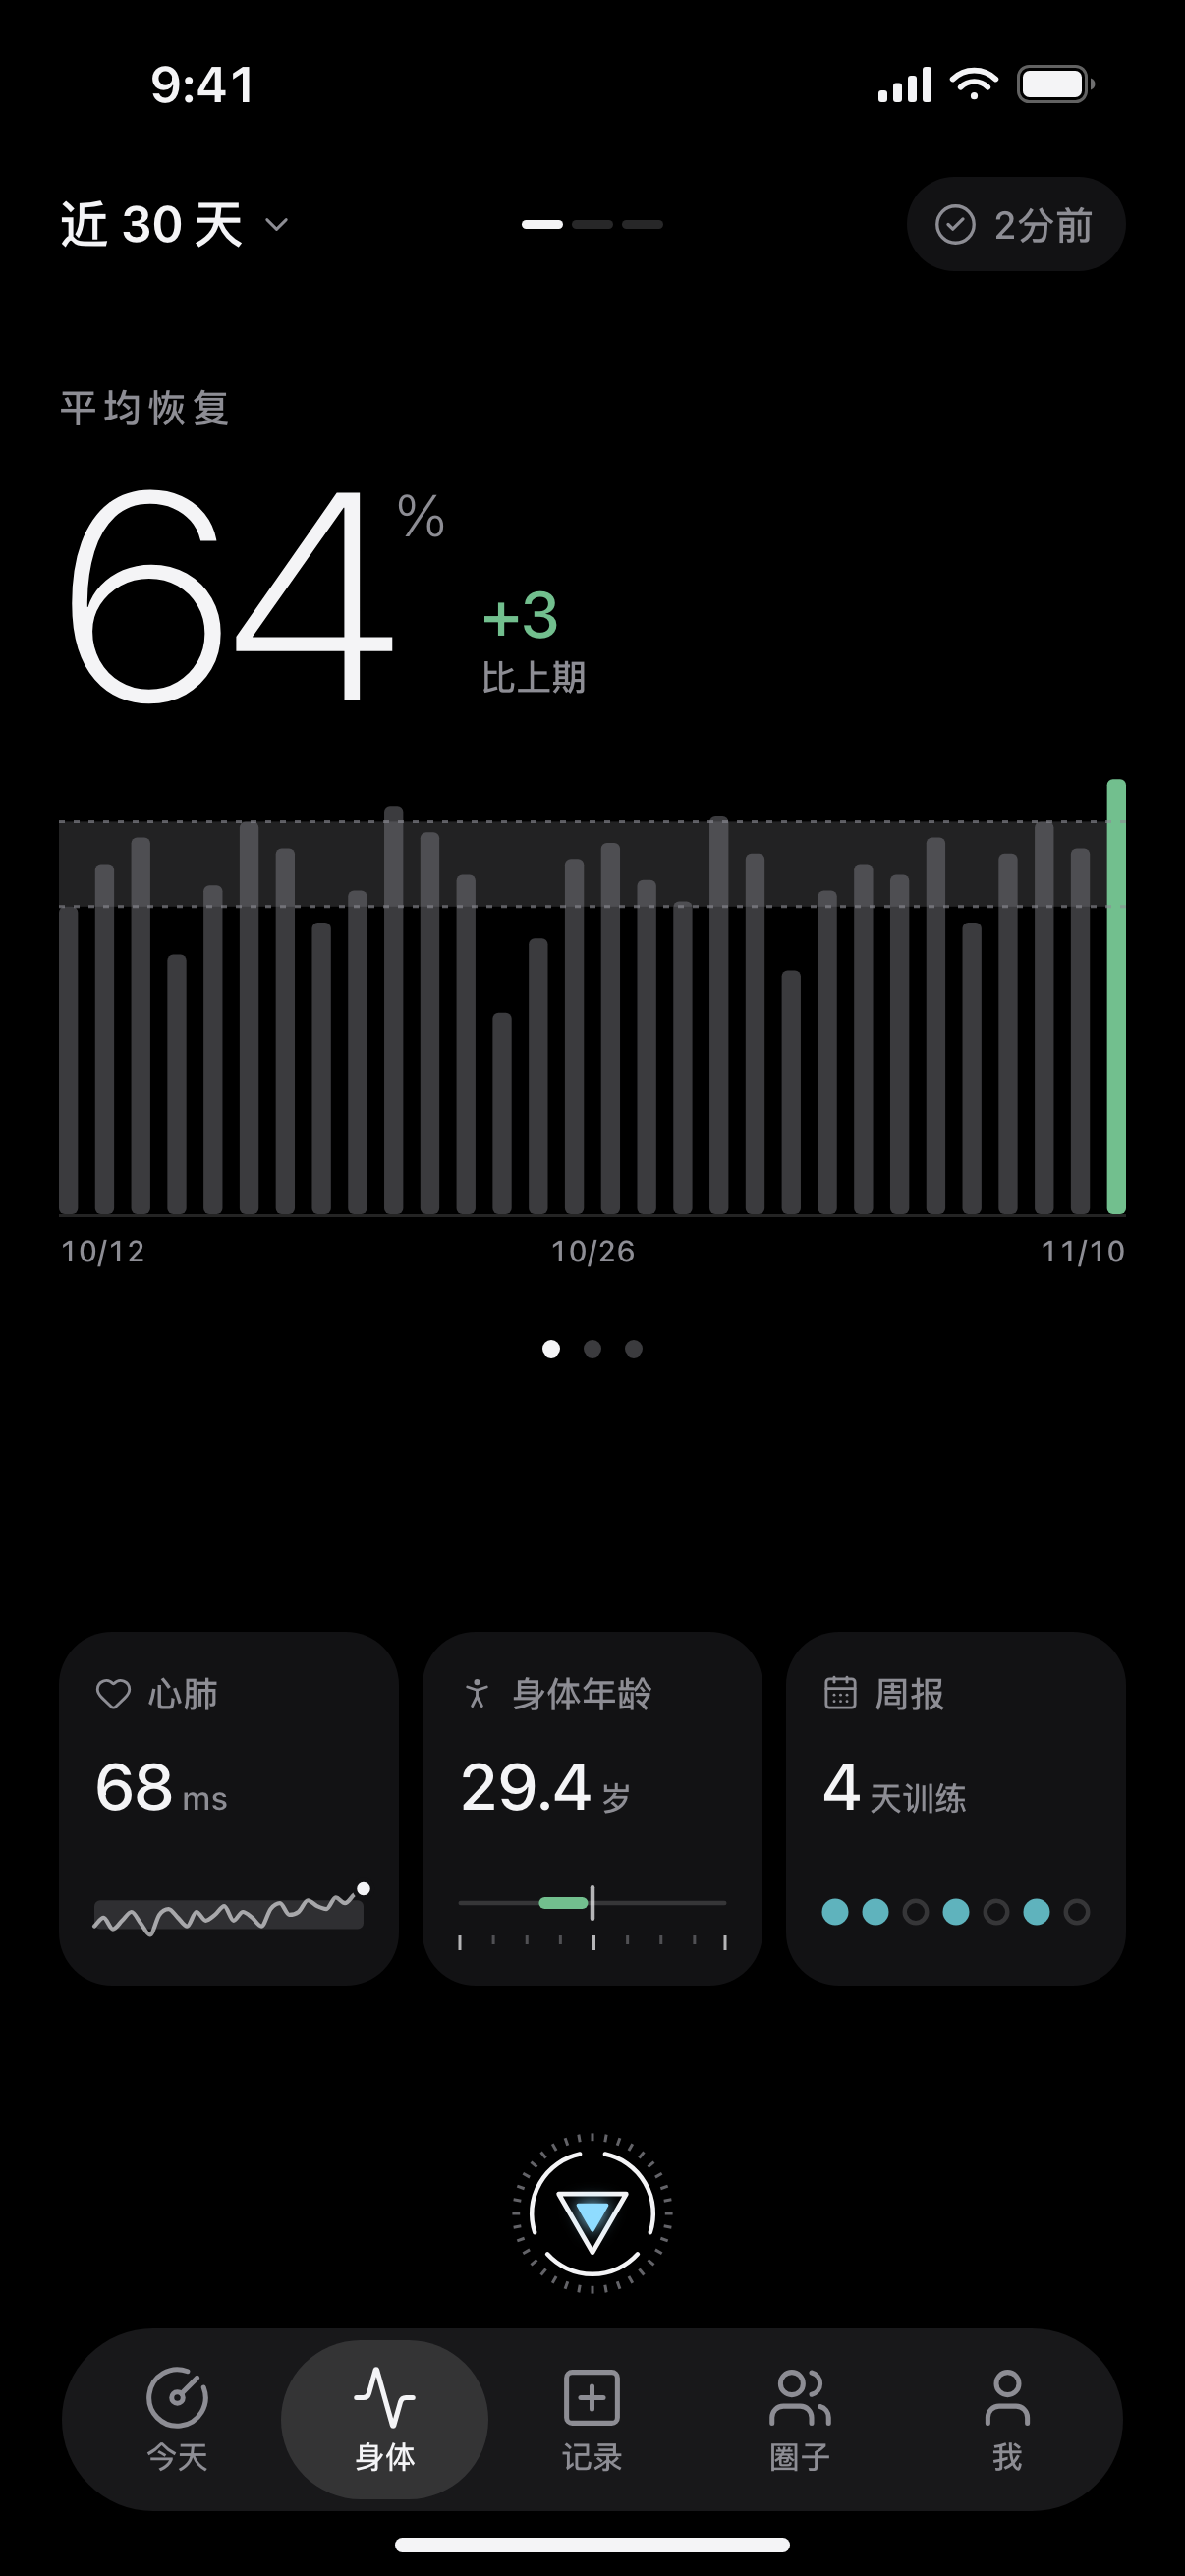 9:41
近 30 天
2分前
平均恢复
64%
+3
比上期
10/12 10/26 11/10
心肺
68 ms
身体年龄
29.4 岁
周报
4 天训练
今天 身体 记录 圈子 我